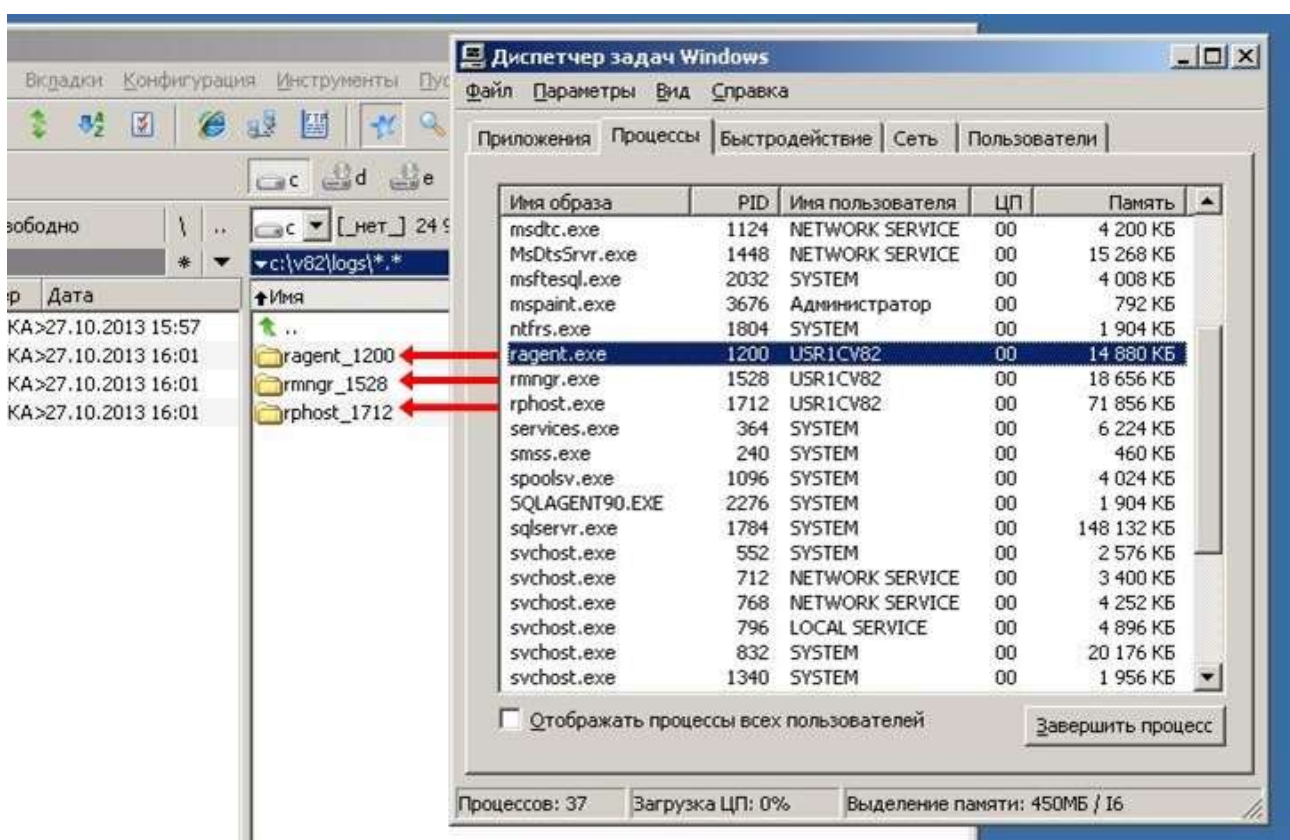 Диспетчер задач Windows
Вкладки Конфигурация Инструменты Пус
Файл Параметры Вид Справка
Приложения Процессы Быстродействие Сеть Пользователи
c d e
Имя образа PID Имя пользователя ЦП Память
вободно \ .. c [_нет_] 24 9
* c:\v82\logs\*.*
р Дата Имя
КА>27.10.2013 15:57 ..
КА>27.10.2013 16:01 ragent_1200
КА>27.10.2013 16:01 rmngr_1528
КА>27.10.2013 16:01 rphost_1712
msdtc.exe 1124 NETWORK SERVICE 00 4 200 КБ
MsDtsSrvr.exe 1448 NETWORK SERVICE 00 15 268 КБ
msftesql.exe 2032 SYSTEM 00 4 008 КБ
mspaint.exe 3676 Администратор 00 792 КБ
ntfrs.exe 1804 SYSTEM 00 1 904 КБ
ragent.exe 1200 USR1CV82 00 14 880 КБ
rmngr.exe 1528 USR1CV82 00 18 656 КБ
rphost.exe 1712 USR1CV82 00 71 856 КБ
services.exe 364 SYSTEM 00 6 224 КБ
smss.exe 240 SYSTEM 00 460 КБ
spoolsv.exe 1096 SYSTEM 00 4 024 КБ
SQLAGENT90.EXE 2276 SYSTEM 00 1 904 КБ
sqlservr.exe 1784 SYSTEM 00 148 132 КБ
svchost.exe 552 SYSTEM 00 2 576 КБ
svchost.exe 712 NETWORK SERVICE 00 3 400 КБ
svchost.exe 768 NETWORK SERVICE 00 4 252 КБ
svchost.exe 796 LOCAL SERVICE 00 4 896 КБ
svchost.exe 832 SYSTEM 00 20 176 КБ
svchost.exe 1340 SYSTEM 00 1 956 КБ
Отображать процессы всех пользователей
Завершить процесс
Процессов: 37 Загрузка ЦП: 0% Выделение памяти: 450МБ / 16